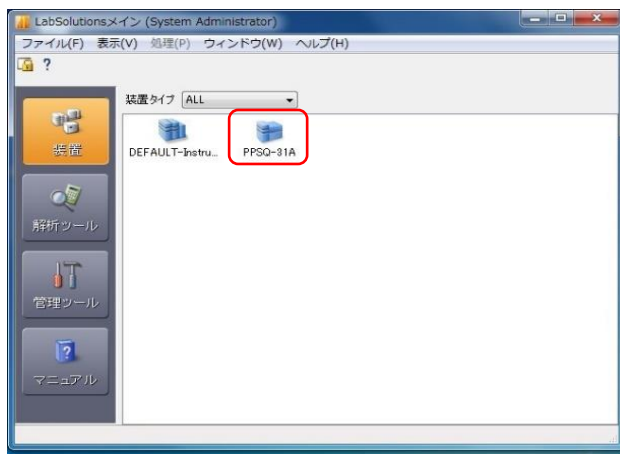 LabSolutionsメイン (System Administrator)
ファイル(F) 表示(V) 処理(P) ウィンドウ(W) ヘルプ(H)
?
装置タイプ ALL
装置
DEFAULT-Instru... PPSQ-31A
解析ツール
管理ツール
?
マニュアル